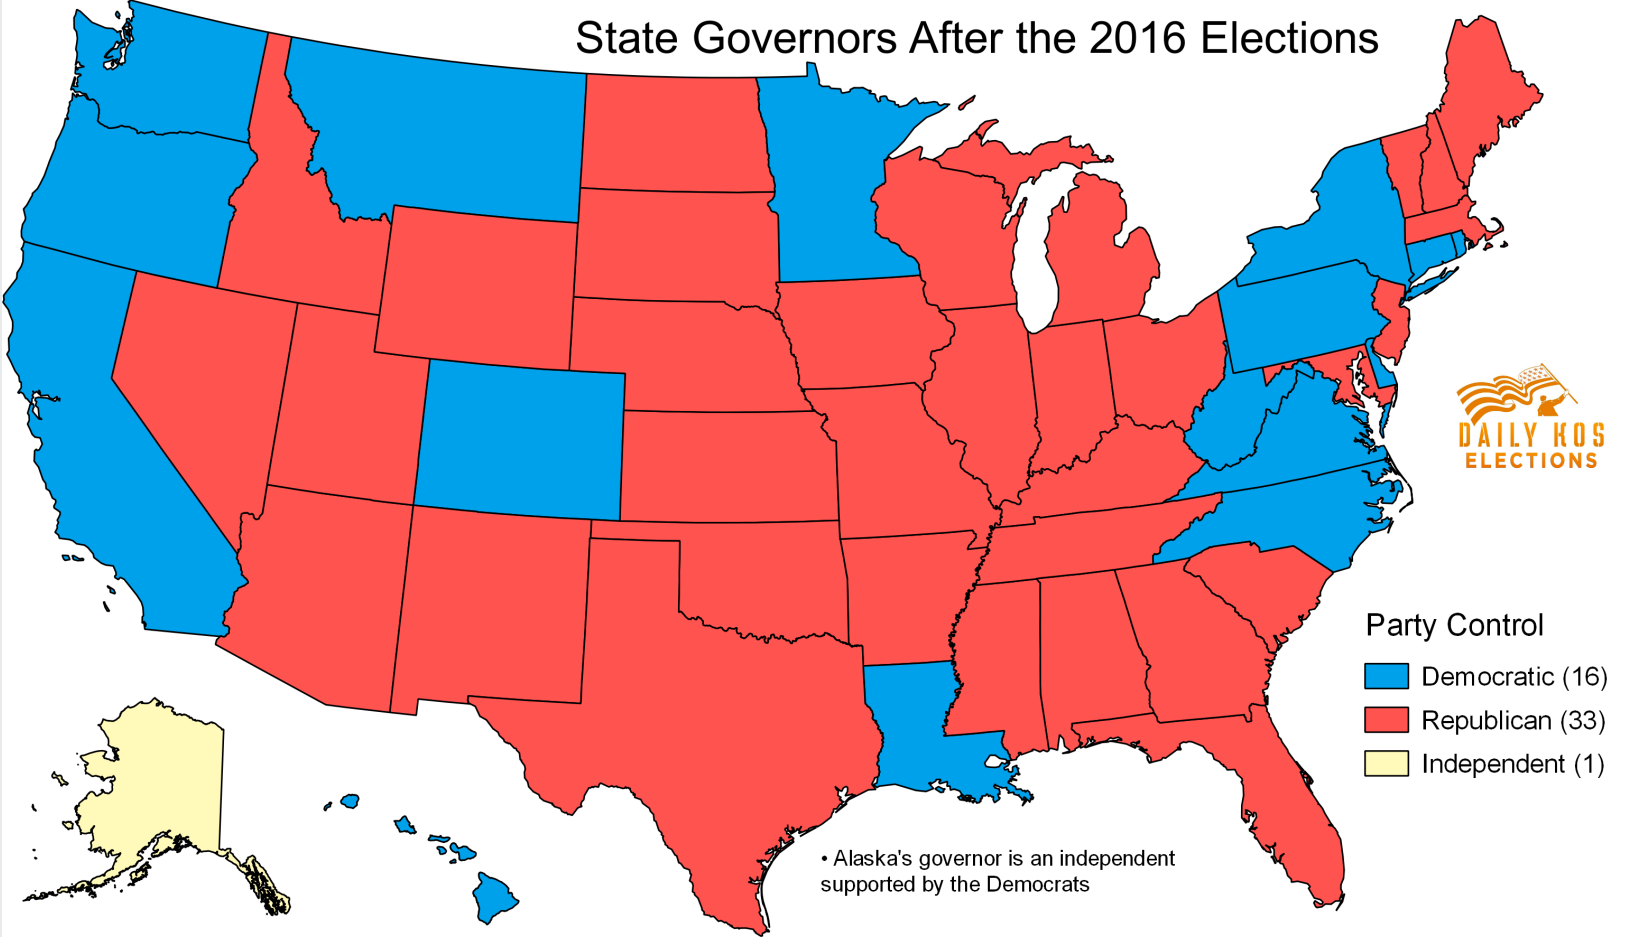 State Governors After the 2016 Elections
DAILY KOS
ELECTIONS
Party Control
Democratic (16)
Republican (33)
Independent (1)
• Alaska's governor is an independent
supported by the Democrats